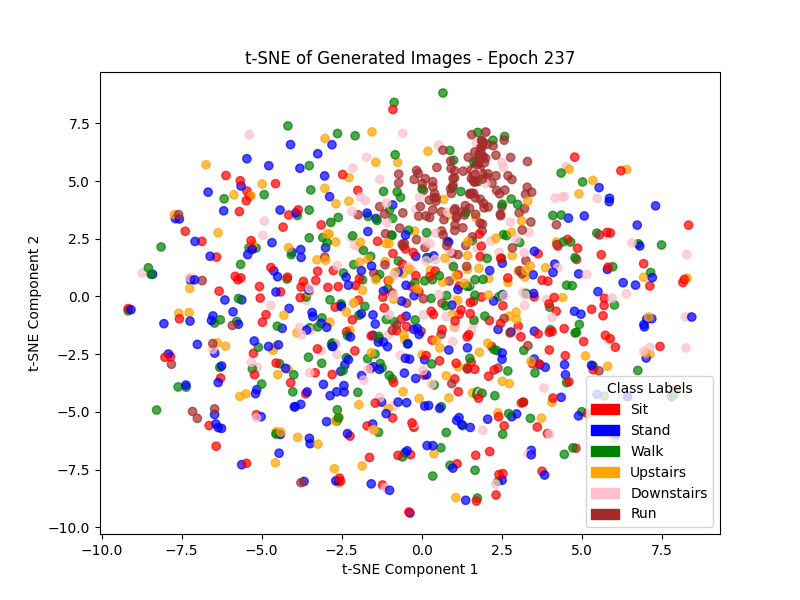 t-SNE of Generated Images - Epoch 237
t-SNE Component 2
7.5
5.0
2.5
0.0
−2.5
−5.0
−7.5
−10.0
Class Labels
Sit
Stand
Walk
Upstairs
Downstairs
Run
−10.0 −7.5 −5.0 −2.5 0.0 2.5 5.0 7.5
t-SNE Component 1